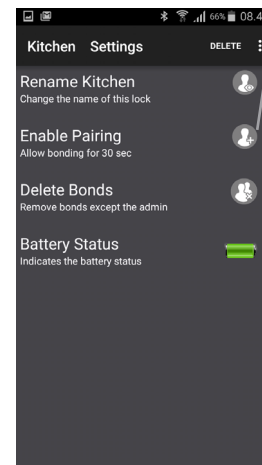 66% 08.4
Kitchen Settings DELETE
Rename Kitchen
Change the name of this lock
Enable Pairing
Allow bonding for 30 sec
Delete Bonds
Remove bonds except the admin
Battery Status
Indicates the battery status